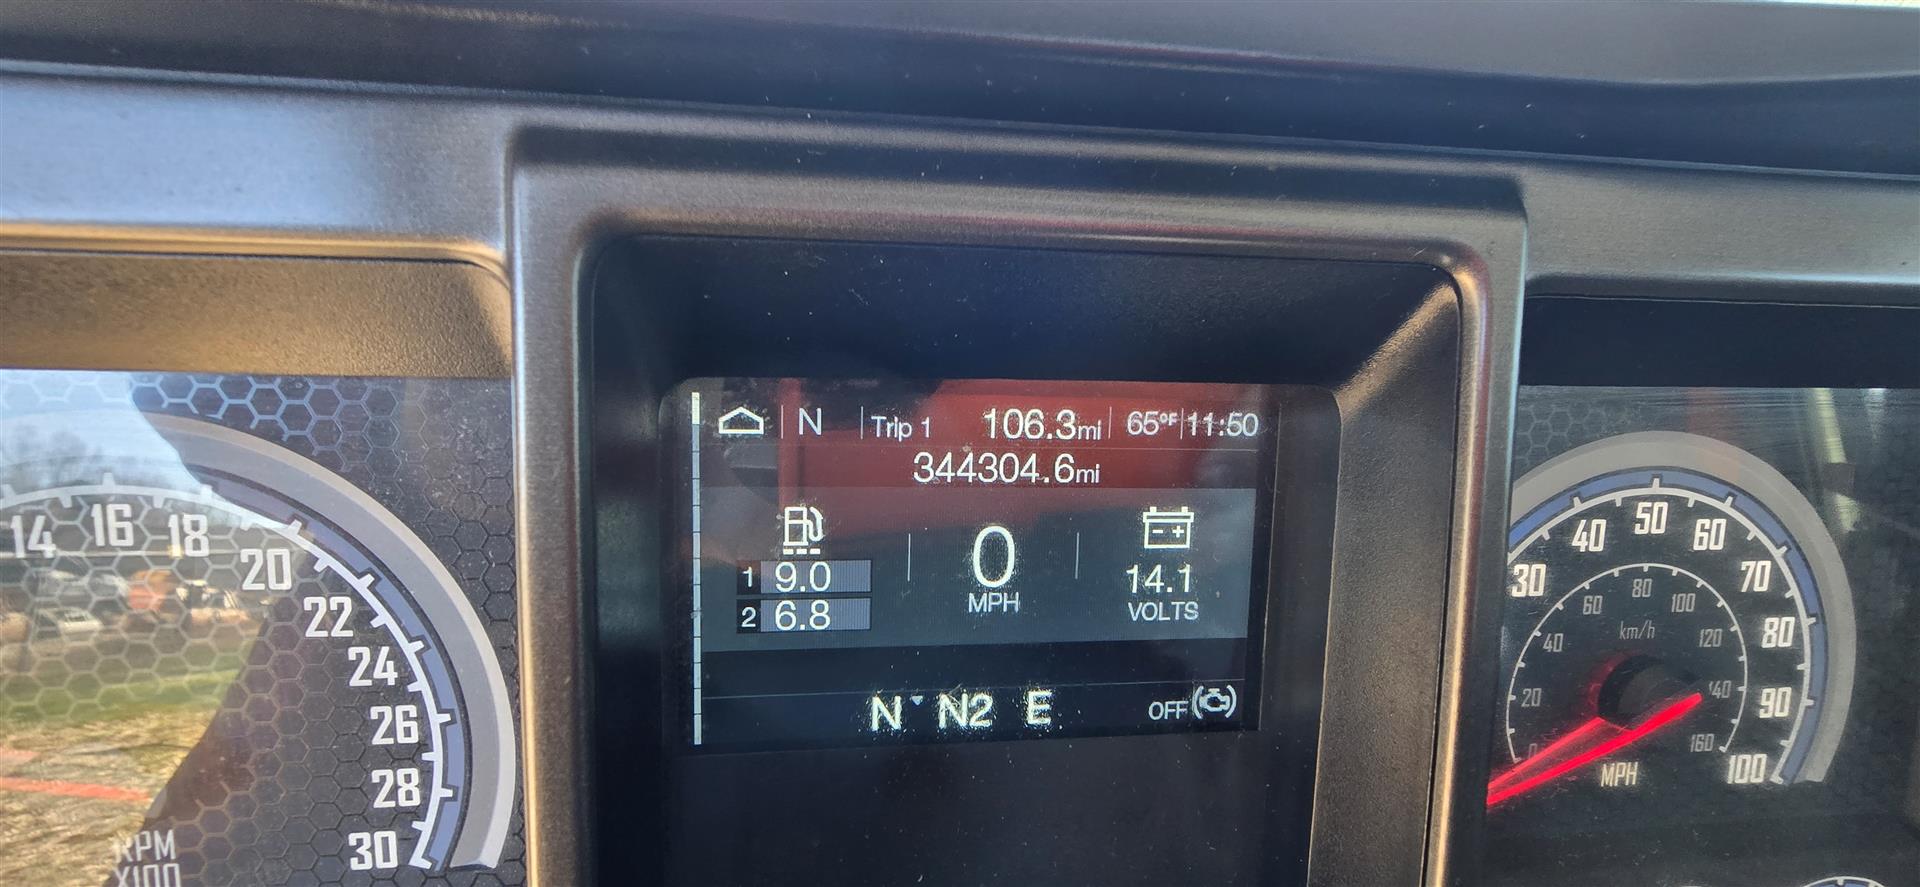 N Trip 1 106.3mi 65°F 11:50
344304.6mi
1 9.0
2 6.8
0
MPH
14.1
VOLTS
N N2 E OFF
14 16 18 20 22 24 26 28 30
RPM
X100
30 40 50 60 70 80 90 100
0 20 40 60 80 100 120 140 160
km/h
MPH